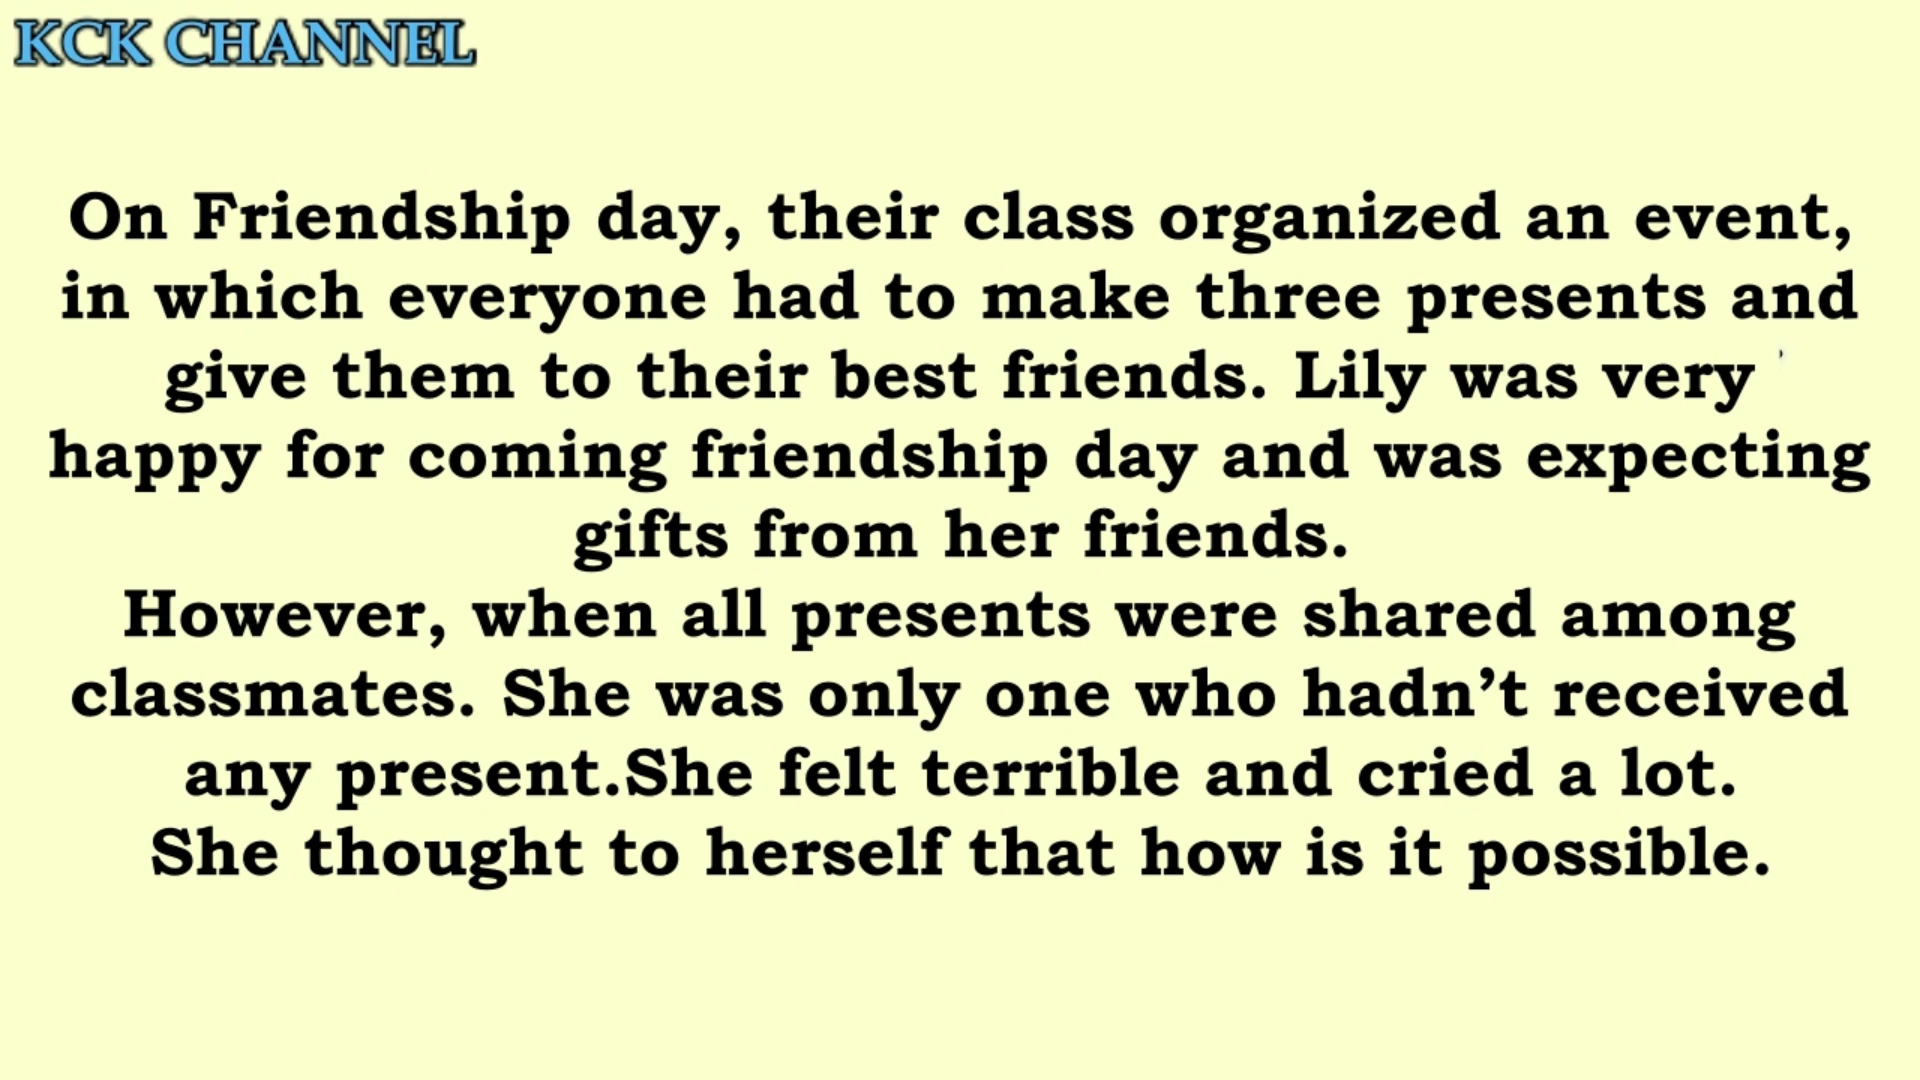 KCK CHANNEL
On Friendship day, their class organized an event,
in which everyone had to make three presents and
give them to their best friends. Lily was very
happy for coming friendship day and was expecting
gifts from her friends.
However, when all presents were shared among
classmates. She was only one who hadn’t received
any present.She felt terrible and cried a lot.
She thought to herself that how is it possible.